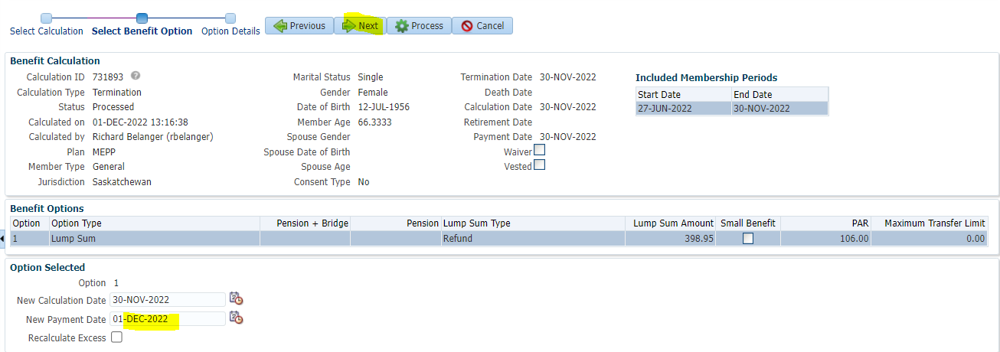 Select Calculation Select Benefit Option Option Details Previous Next Process Cancel
Benefit Calculation
Calculation ID 731893 ? Marital Status Single Termination Date 30-NOV-2022 Included Membership Periods
Calculation Type Termination Gender Female Death Date Start Date End Date
Status Processed Date of Birth 12-JUL-1956 Calculation Date 30-NOV-2022 27-JUN-2022 30-NOV-2022
Calculated on 01-DEC-2022 13:16:38 Member Age 66.3333 Retirement Date
Calculated by Richard Belanger (rbelanger) Spouse Gender Payment Date 30-NOV-2022
Plan MEPP Spouse Date of Birth Waiver
Member Type General Spouse Age Vested
Jurisdiction Saskatchewan Consent Type No
Benefit Options
Option Option Type Pension + Bridge Pension Lump Sum Type Lump Sum Amount Small Benefit PAR Maximum Transfer Limit
1 Lump Sum Refund 398.95 106.00 0.00
Option Selected
Option 1
New Calculation Date 30-NOV-2022
New Payment Date 01-DEC-2022
Recalculate Excess